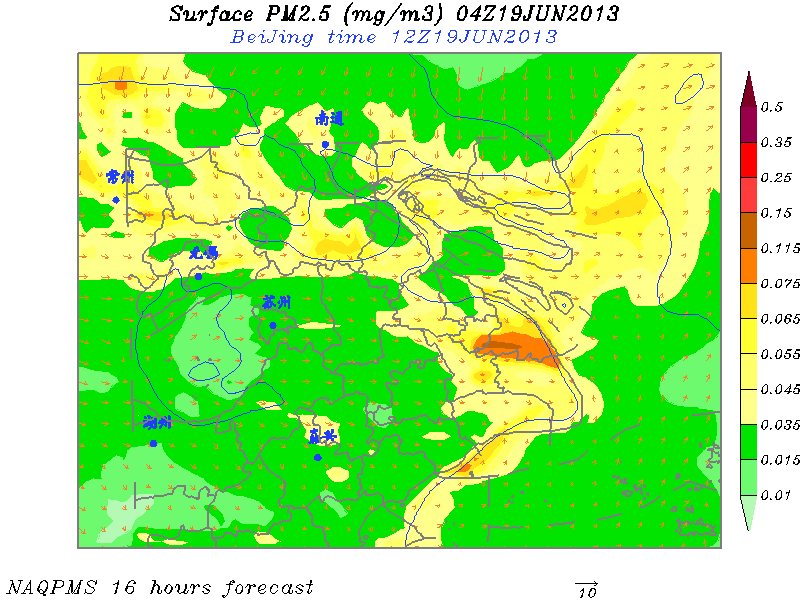 Surface PM2.5 (mg/m3) 04Z19JUN2013
BeiJing time 12Z19JUN2013
南通
常州
无锡
苏州
湖州
嘉兴
0.5
0.35
0.25
0.15
0.115
0.075
0.065
0.055
0.045
0.035
0.015
0.01
NAQPMS 16 hours forecast
10